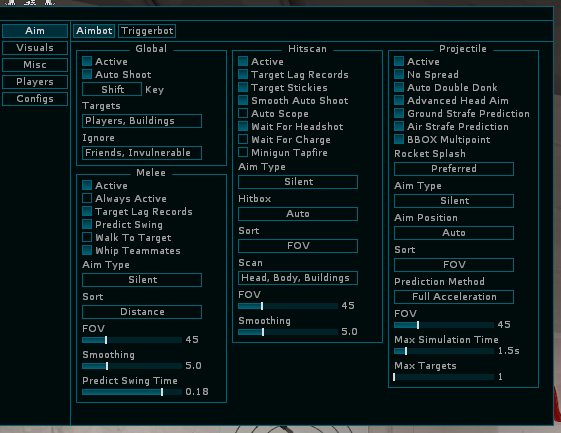 Aim
Visuals
Misc
Players
Configs
Aimbot
Triggerbot
Global
Active
Auto Shoot
Shift
Key
Targets
Players, Buildings
Ignore
Friends, Invulnerable
Melee
Active
Always Active
Target Lag Records
Predict Swing
Walk To Target
Whip Teammates
Aim Type
Silent
Sort
Distance
FOV
45
Smoothing
5.0
Predict Swing Time
0.18
Hitscan
Active
Target Lag Records
Target Stickies
Smooth Auto Shoot
Auto Scope
Wait For Headshot
Wait For Charge
Minigun Tapfire
Aim Type
Silent
Hitbox
Auto
Sort
FOV
Scan
Head, Body, Buildings
FOV
45
Smoothing
5.0
Projectile
Active
No Spread
Auto Double Donk
Advanced Head Aim
Ground Strafe Prediction
Air Strafe Prediction
BBOX Multipoint
Rocket Splash
Preferred
Aim Type
Silent
Aim Position
Auto
Sort
FOV
Prediction Method
Full Acceleration
FOV
45
Max Simulation Time
1.5s
Max Targets
1